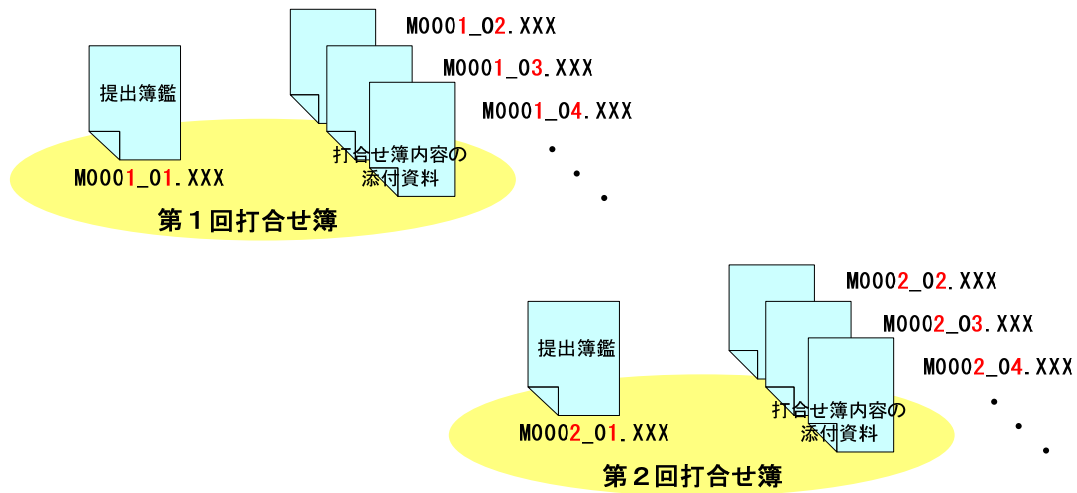 M0001_02.XXX
M0001_03.XXX
M0001_04.XXX
提出簿鑑
打合せ簿内容の
添付資料
M0001_01.XXX
第１回打合せ簿
M0002_02.XXX
M0002_03.XXX
M0002_04.XXX
提出簿鑑
打合せ簿内容の
添付資料
M0002_01.XXX
第２回打合せ簿